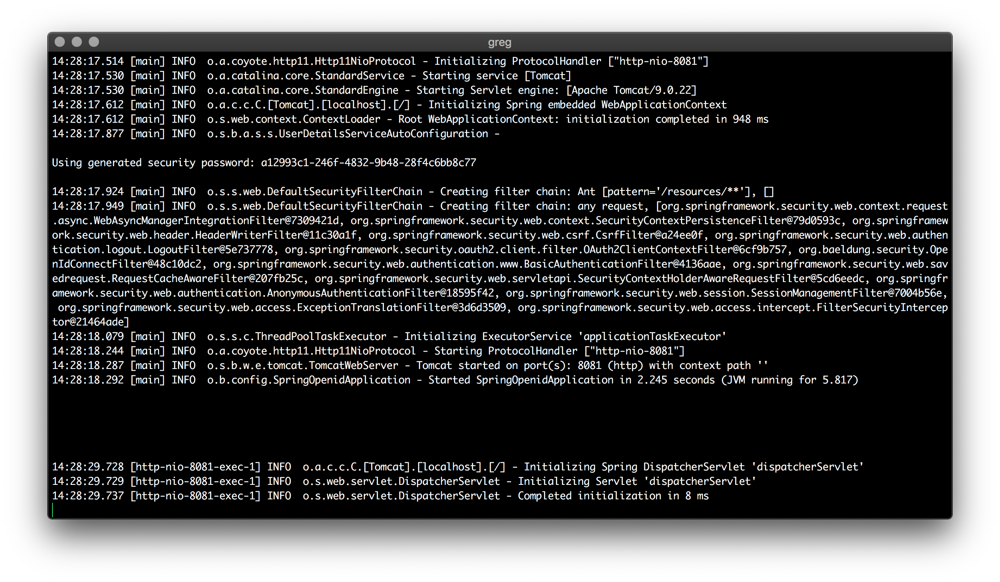 greg
14:28:17.514 [main] INFO  o.a.coyote.http11.Http11NioProtocol - Initializing ProtocolHandler ["http-nio-8081"]
14:28:17.530 [main] INFO  o.a.catalina.core.StandardService - Starting service [Tomcat]
14:28:17.530 [main] INFO  o.a.catalina.core.StandardEngine - Starting Servlet engine: [Apache Tomcat/9.0.22]
14:28:17.612 [main] INFO  o.a.c.c.C.[Tomcat].[localhost].[/] - Initializing Spring embedded WebApplicationContext
14:28:17.612 [main] INFO  o.s.web.context.ContextLoader - Root WebApplicationContext: initialization completed in 948 ms
14:28:17.877 [main] INFO  o.s.b.a.s.s.UserDetailsServiceAutoConfiguration -
Using generated security password: a12993c1-246f-4832-9b48-28f4c6bb8c77
14:28:17.924 [main] INFO  o.s.s.web.DefaultSecurityFilterChain - Creating filter chain: Ant [pattern='/resources/**'], []
14:28:17.949 [main] INFO  o.s.s.web.DefaultSecurityFilterChain - Creating filter chain: any request, [org.springframework.security.web.context.request
.async.WebAsyncManagerIntegrationFilter@7309421d, org.springframework.security.web.context.SecurityContextPersistenceFilter@79d0593c, org.springframew
ork.security.web.header.HeaderWriterFilter@11c30a1f, org.springframework.security.web.csrf.CsrfFilter@a24ee0f, org.springframework.security.web.authen
tication.logout.LogoutFilter@5e737778, org.springframework.security.oauth2.client.filter.OAuth2ClientContextFilter@6cf9b757, org.baeldung.security.Ope
nIdConnectFilter@48c10dc2, org.springframework.security.web.authentication.www.BasicAuthenticationFilter@4136aae, org.springframework.security.web.sav
edrequest.RequestCacheAwareFilter@207fb25c, org.springframework.security.web.servletapi.SecurityContextHolderAwareRequestFilter@5cd6eedc, org.springfr
amework.security.web.authentication.AnonymousAuthenticationFilter@18595f42, org.springframework.security.web.session.SessionManagementFilter@7004b56e,
 org.springframework.security.web.access.ExceptionTranslationFilter@3d6d3509, org.springframework.security.web.access.intercept.FilterSecurityIntercep
tor@21464ade]
14:28:18.079 [main] INFO  o.s.s.c.ThreadPoolTaskExecutor - Initializing ExecutorService 'applicationTaskExecutor'
14:28:18.244 [main] INFO  o.a.coyote.http11.Http11NioProtocol - Starting ProtocolHandler ["http-nio-8081"]
14:28:18.287 [main] INFO  o.s.b.w.e.tomcat.TomcatWebServer - Tomcat started on port(s): 8081 (http) with context path ''
14:28:18.292 [main] INFO  o.b.config.SpringOpenidApplication - Started SpringOpenidApplication in 2.245 seconds (JVM running for 5.817)
14:28:29.728 [http-nio-8081-exec-1] INFO  o.a.c.c.C.[Tomcat].[localhost].[/] - Initializing Spring DispatcherServlet 'dispatcherServlet'
14:28:29.729 [http-nio-8081-exec-1] INFO  o.s.web.servlet.DispatcherServlet - Initializing Servlet 'dispatcherServlet'
14:28:29.737 [http-nio-8081-exec-1] INFO  o.s.web.servlet.DispatcherServlet - Completed initialization in 8 ms